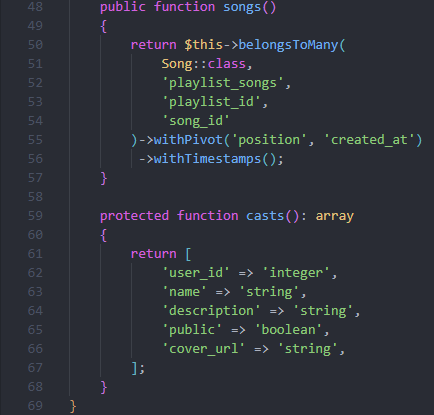 48 public function songs()
49 {
50 return $this->belongsToMany(
51 Song::class,
52 'playlist_songs',
53 'playlist_id',
54 'song_id'
55 )->withPivot('position', 'created_at')
56 ->withTimestamps();
57 }
58
59 protected function casts(): array
60 {
61 return [
62 'user_id' => 'integer',
63 'name' => 'string',
64 'description' => 'string',
65 'public' => 'boolean',
66 'cover_url' => 'string',
67 ];
68 }
69 }